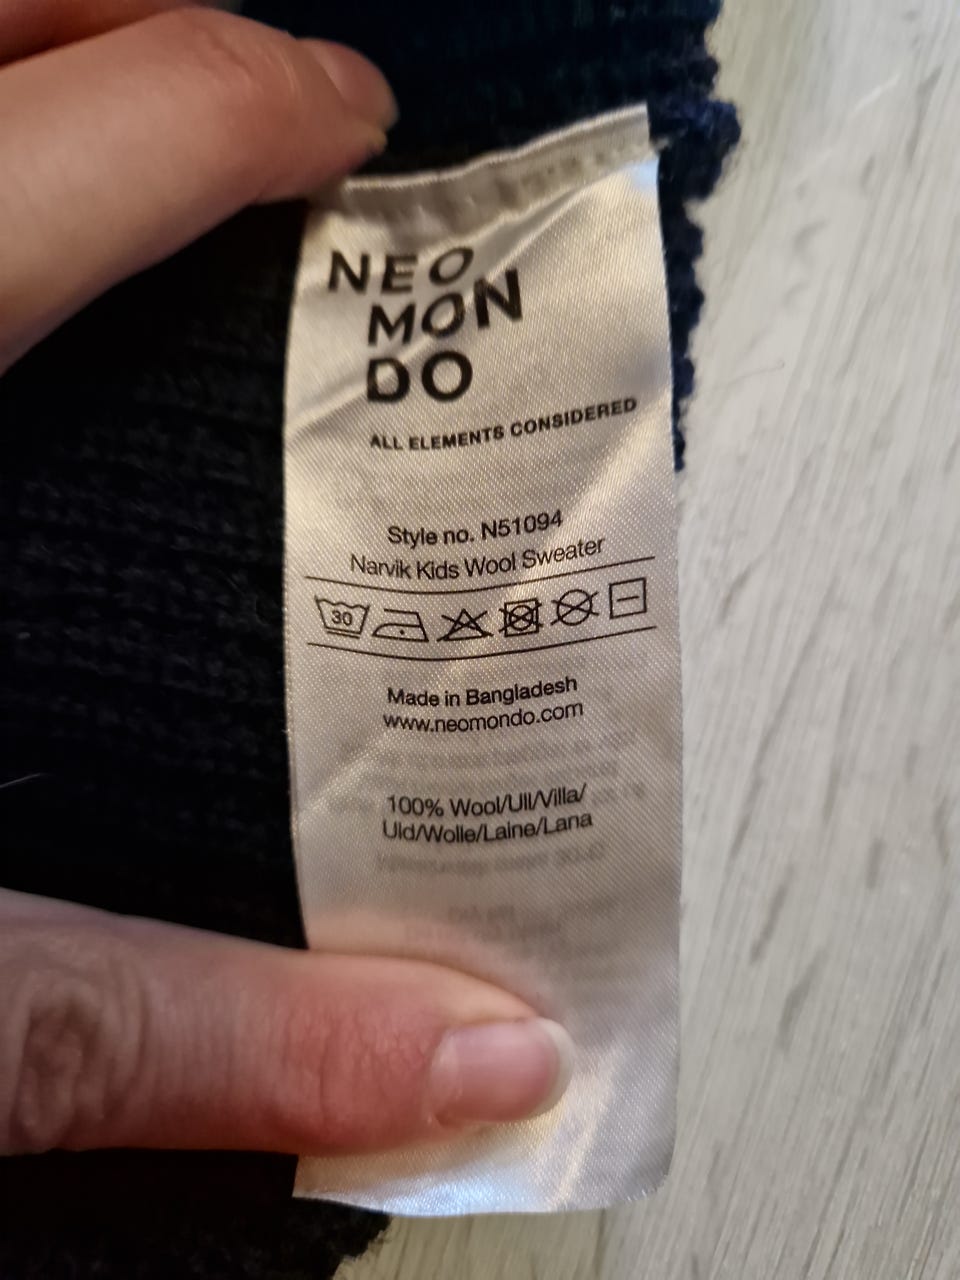 NEO
MON
DO
ALL ELEMENTS CONSIDERED
Style no. N51094
Narvik Kids Wool Sweater
30
Made in Bangladesh
www.neomondo.com
100% Wool/Ull/Villa/
Uld/Wolle/Laine/Lana